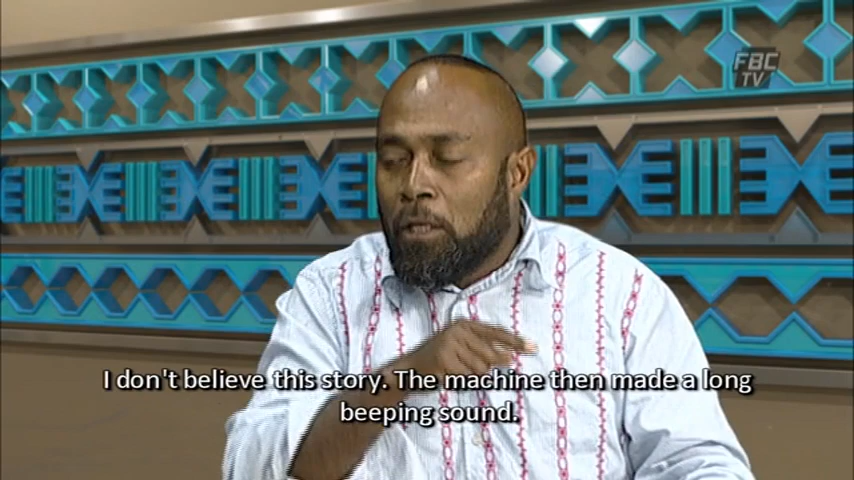 FBC
TV
I don't believe this story. The machine then made a long
beeping sound.